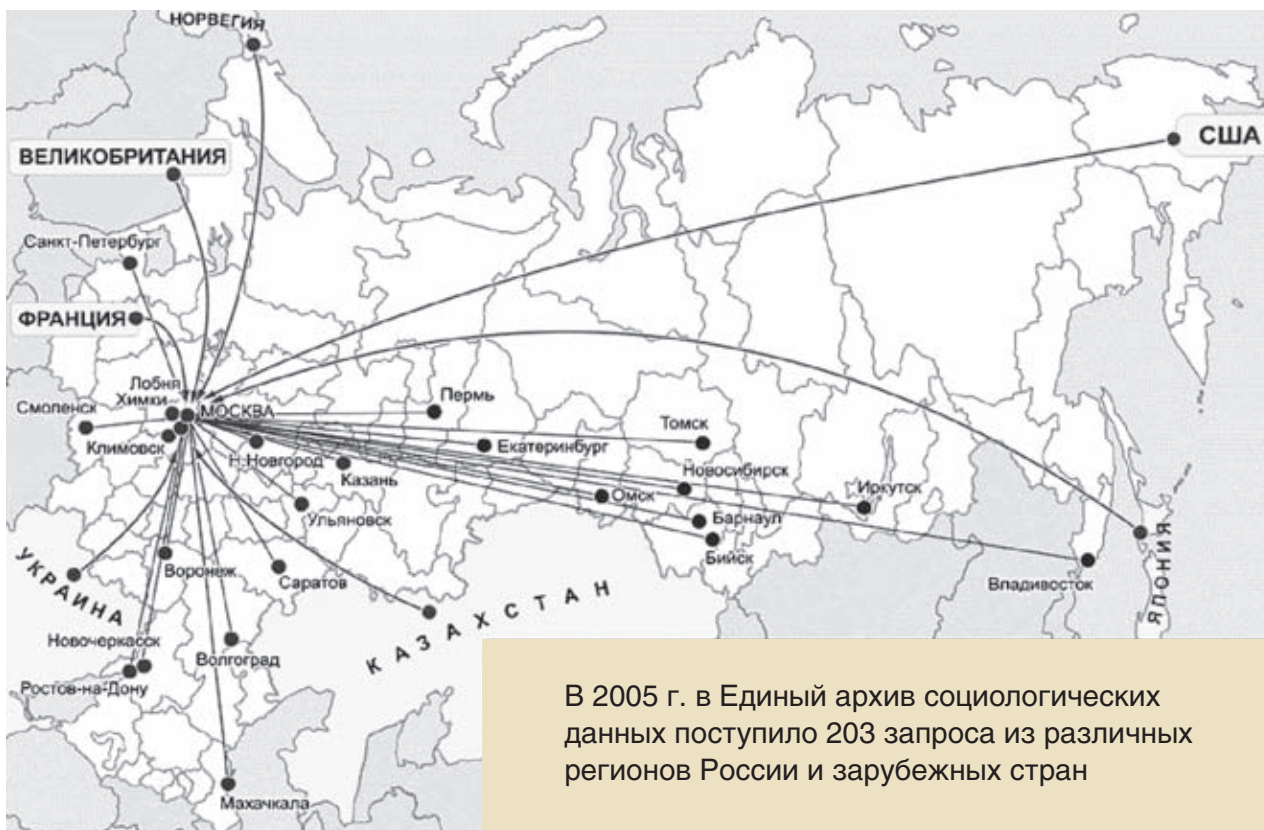 НОРВЕГИЯ
США
ВЕЛИКОБРИТАНИЯ
Санкт-Петербург
ФРАНЦИЯ
Лобня
Химки
Смоленск
МОСКВА
Пермь
Климовск
Томск
Екатеринбург
Н.Новгород
Новосибирск
Казань
Омск
Иркутск
Ульяновск
Барнаул
Бийск
Воронеж
Саратов
Владивосток
ЯПОНИЯ
УКРАИНА
КАЗАХСТАН
Новочеркасск
Волгоград
Ростов-на-Дону
Махачкала
В 2005 г. в Единый архив социологических
данных поступило 203 запроса из различных
регионов России и зарубежных стран